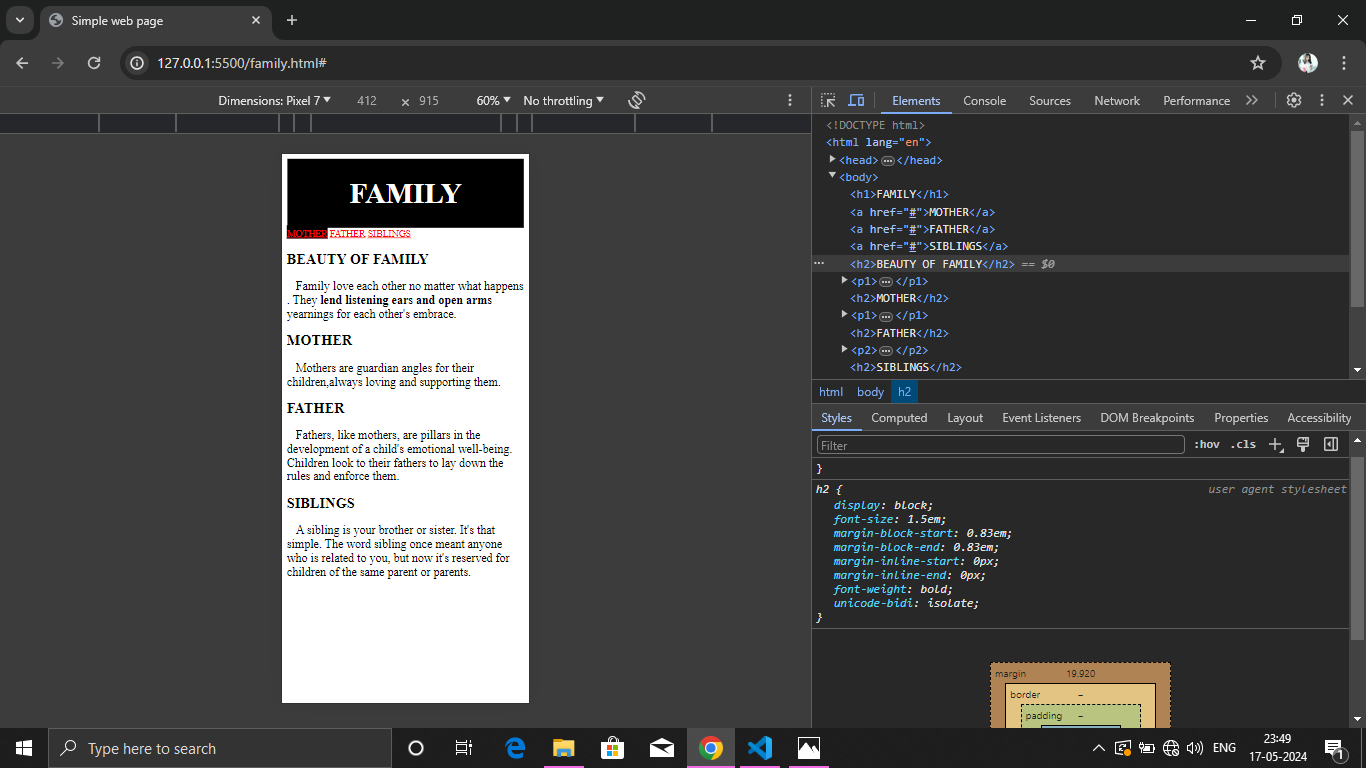 Simple web page
127.0.0.1:5500/family.html#
Dimensions: Pixel 7 412 × 915 60% No throttling
Elements Console Sources Network Performance
FAMILY
MOTHER FATHER SIBLINGS
BEAUTY OF FAMILY
Family love each other no matter what happens
. They lend listening ears and open arms
yearnings for each other's embrace.
MOTHER
Mothers are guardian angles for their
children,always loving and supporting them.
FATHER
Fathers, like mothers, are pillars in the
development of a child's emotional well-being.
Children look to their fathers to lay down the
rules and enforce them.
SIBLINGS
A sibling is your brother or sister. It's that
simple. The word sibling once meant anyone
who is related to you, but now it's reserved for
children of the same parent or parents.
<!DOCTYPE html>
<html lang="en">
<head>…</head>
<body>
<h1>FAMILY</h1>
<a href="#">MOTHER</a>
<a href="#">FATHER</a>
<a href="#">SIBLINGS</a>
<h2>BEAUTY OF FAMILY</h2> == $0
<p1>…</p1>
<h2>MOTHER</h2>
<p1>…</p1>
<h2>FATHER</h2>
<p2>…</p2>
<h2>SIBLINGS</h2>
html body h2
Styles Computed Layout Event Listeners DOM Breakpoints Properties Accessibility
Filter :hov .cls
}
h2 { user agent stylesheet
display: block;
font-size: 1.5em;
margin-block-start: 0.83em;
margin-block-end: 0.83em;
margin-inline-start: 0px;
margin-inline-end: 0px;
font-weight: bold;
unicode-bidi: isolate;
}
margin 19.920
border –
padding –
Type here to search
ENG
23:49
17-05-2024
1